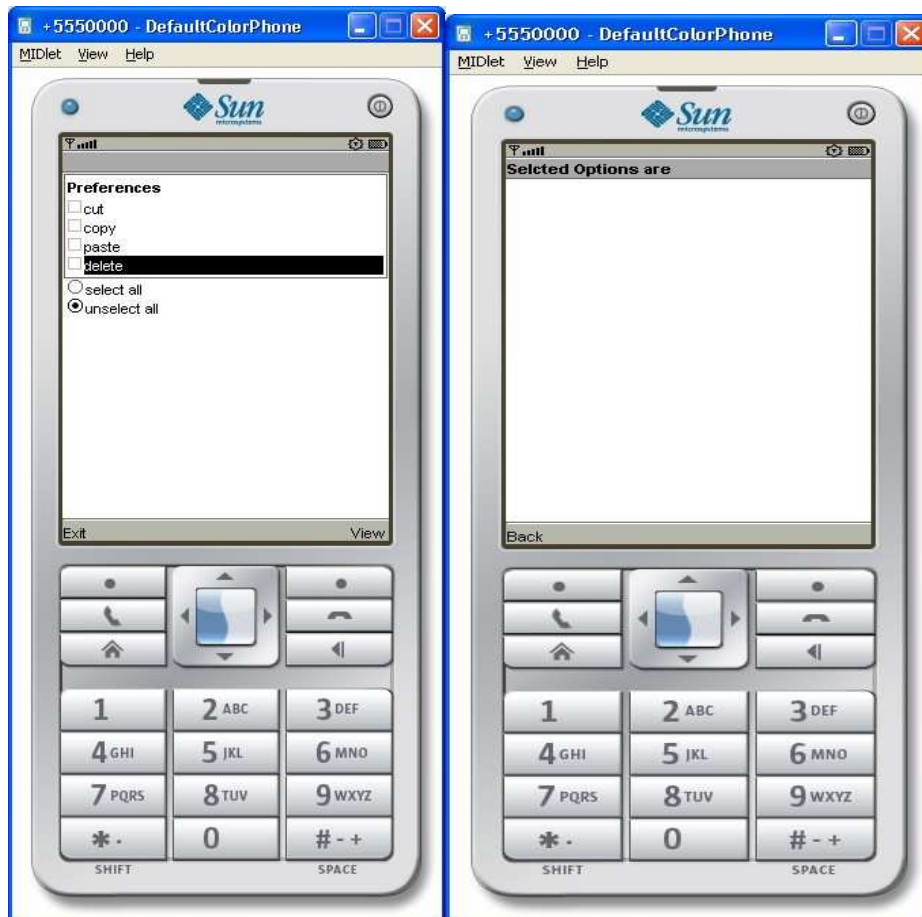 +5550000 - DefaultColorPhone
MIDlet View Help
Sun
microsystems
Preferences
cut
copy
paste
delete
select all
unselect all
Exit View
1 2 ABC 3 DEF
4 GHI 5 JKL 6 MNO
7 PQRS 8 TUV 9 WXYZ
* . 0 # - +
SHIFT SPACE
+5550000 - DefaultColorPhone
MIDlet View Help
Sun
microsystems
Selcted Options are
Back
1 2 ABC 3 DEF
4 GHI 5 JKL 6 MNO
7 PQRS 8 TUV 9 WXYZ
* . 0 # - +
SHIFT SPACE